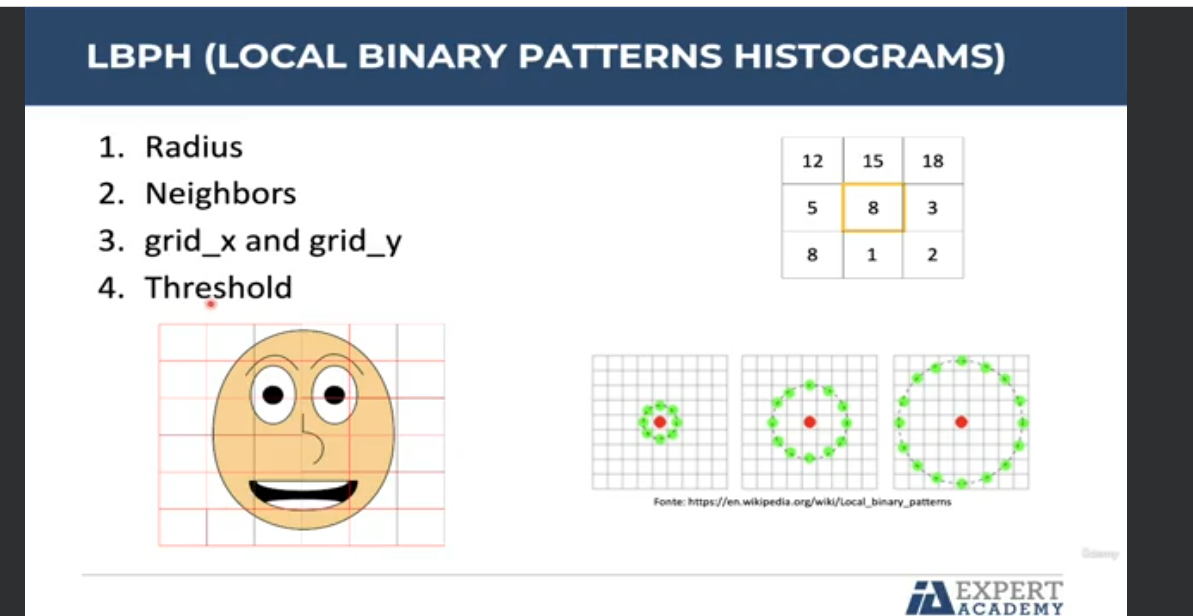 LBPH (LOCAL BINARY PATTERNS HISTOGRAMS)
1. Radius
2. Neighbors
3. grid_x and grid_y
4. Threshold
12 15 18
5 8 3
8 1 2
Fonte: https://en.wikipedia.org/wiki/Local_binary_patterns
Udemy
IA EXPERT
ACADEMY